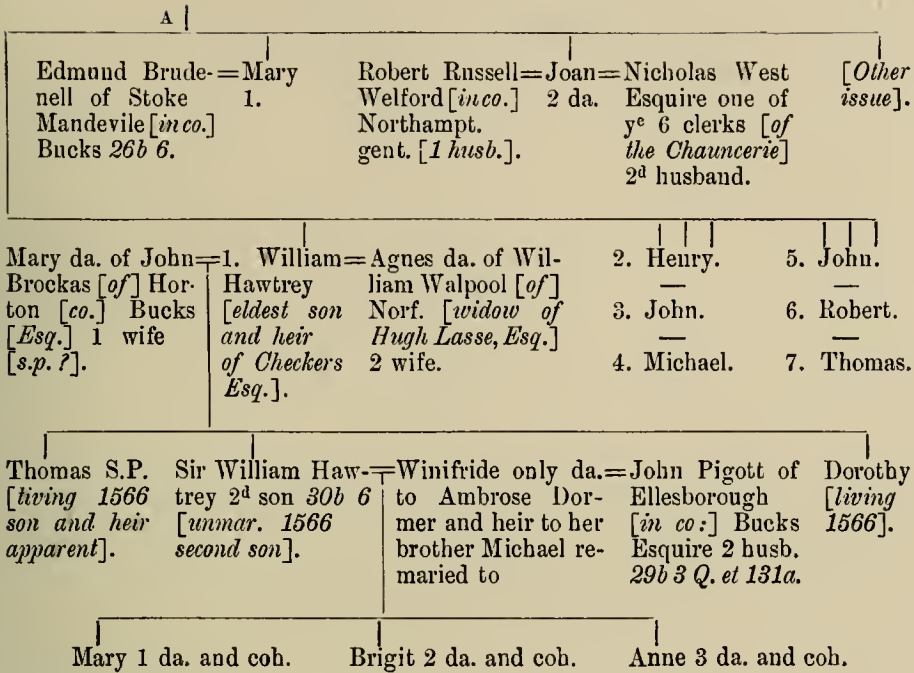 A
Edmund Brude-
nell of Stoke
Mandevile [in co.]
Bucks 26b 6.
=Mary
1.
Robert Russell
Welford [in co.]
Northampt.
gent. [1 husb.].
=Joan=
2 da.
Nicholas West
Esquire one of
yᵉ 6 clerks [of
the Chauncerie]
2ᵈ husband.
[Other
issue].
Mary da. of John
Brockas [of] Hor-
ton [co.] Bucks
[Esq.] 1 wife
[s.p. ?].
=1. William=
Hawtrey
[eldest son
and heir
of Checkers
Esq.].
Agnes da. of Wil-
liam Walpool [of]
Norf. [widow of
Hugh Lasse, Esq.]
2 wife.
2. Henry.
—
3. John.
—
4. Michael.
5. John.
—
6. Robert.
—
7. Thomas.
Thomas S.P.
[living 1566
son and heir
apparent].
Sir William Haw-
trey 2ᵈ son 30b 6
[unmar. 1566
second son].
=Winifride only da.=
to Ambrose Dor-
mer and heir to her
brother Michael re-
maried to
John Pigott of
Ellesborough
[in co:] Bucks
Esquire 2 husb.
29b 3 Q. et 131a.
Dorothy
[living
1566].
Mary 1 da. and coh.
Brigit 2 da. and coh.
Anne 3 da. and coh.